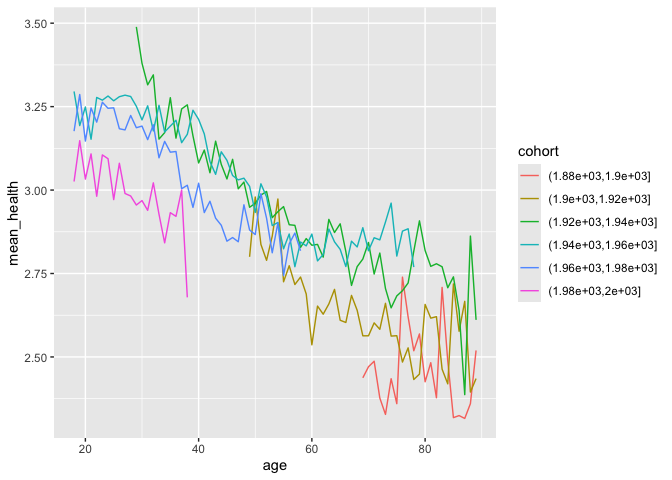 3.50
3.25
3.00
2.75
2.50
mean_health
20 40 60 80
age
cohort
(1.88e+03,1.9e+03]
(1.9e+03,1.92e+03]
(1.92e+03,1.94e+03]
(1.94e+03,1.96e+03]
(1.96e+03,1.98e+03]
(1.98e+03,2e+03]